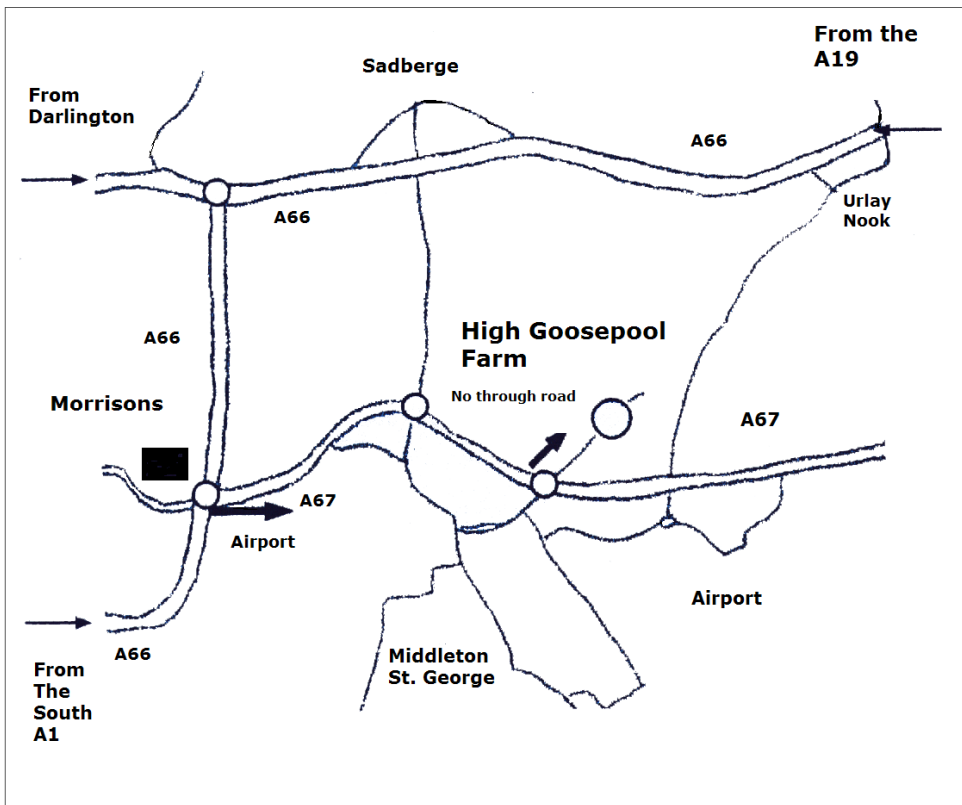 From the
A19
Sadberge
From
Darlington
A66
A66
Urlay
Nook
A66
High Goosepool
Farm
No through road
Morrisons
A67
A67
Airport
Airport
A66
Middleton
St. George
From
The
South
A1